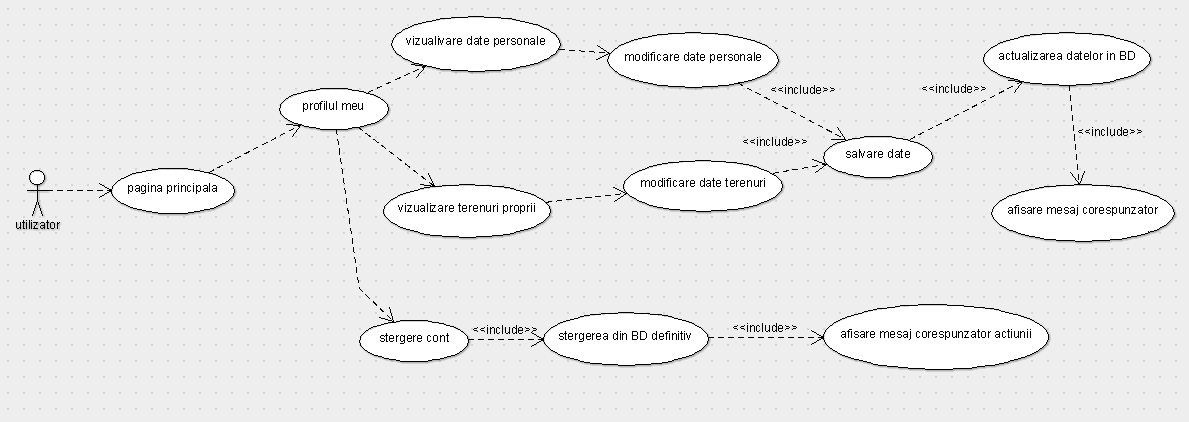 vizualivare date personale
modificare date personale
actualizarea datelor in BD
<<include>>
<<include>>
profilul meu
<<include>>
<<include>>
salvare date
pagina principala
modificare date terenuri
vizualizare terenuri proprii
afisare mesaj corespunzator
utilizator
stergere cont
<<include>>
stergerea din BD definitiv
<<include>>
afisare mesaj corespunzator actiunii